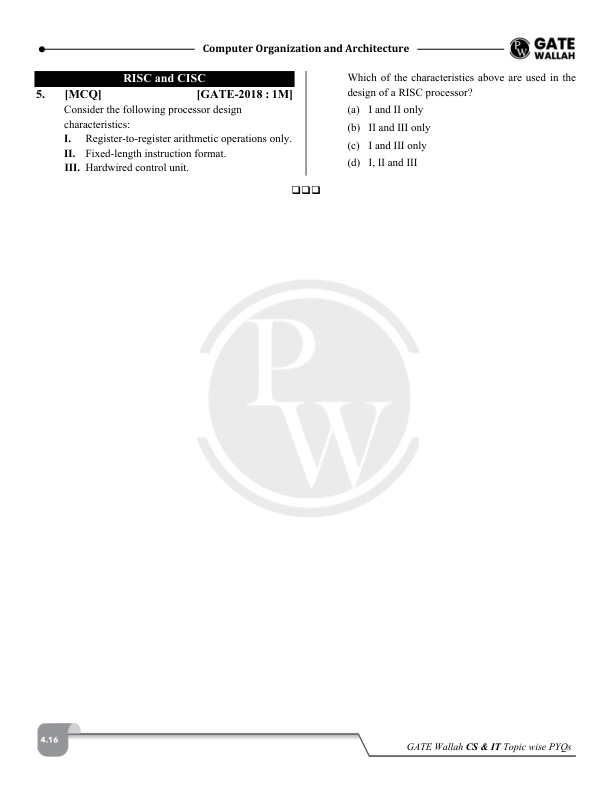 Computer Organization and Architecture
GATE
WALLAH
RISC and CISC
5. [MCQ] [GATE-2018 : 1M]
Consider the following processor design
characteristics:
I. Register-to-register arithmetic operations only.
II. Fixed-length instruction format.
III. Hardwired control unit.
Which of the characteristics above are used in the
design of a RISC processor?
(a) I and II only
(b) II and III only
(c) I and III only
(d) I, II and III
❑❑❑
PW
4.16
GATE Wallah CS & IT Topic wise PYQs